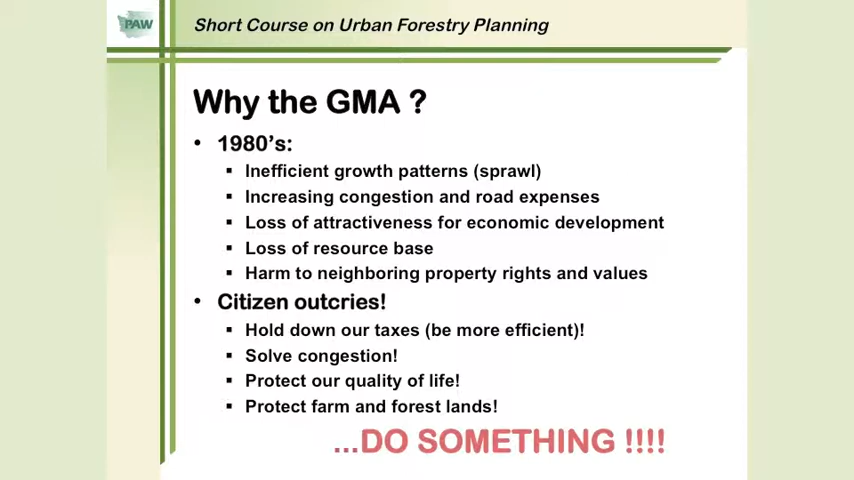 PAW
Short Course on Urban Forestry Planning
Why the GMA ?
• 1980's:
▪ Inefficient growth patterns (sprawl)
▪ Increasing congestion and road expenses
▪ Loss of attractiveness for economic development
▪ Loss of resource base
▪ Harm to neighboring property rights and values
• Citizen outcries!
▪ Hold down our taxes (be more efficient)!
▪ Solve congestion!
▪ Protect our quality of life!
▪ Protect farm and forest lands!
...DO SOMETHING !!!!